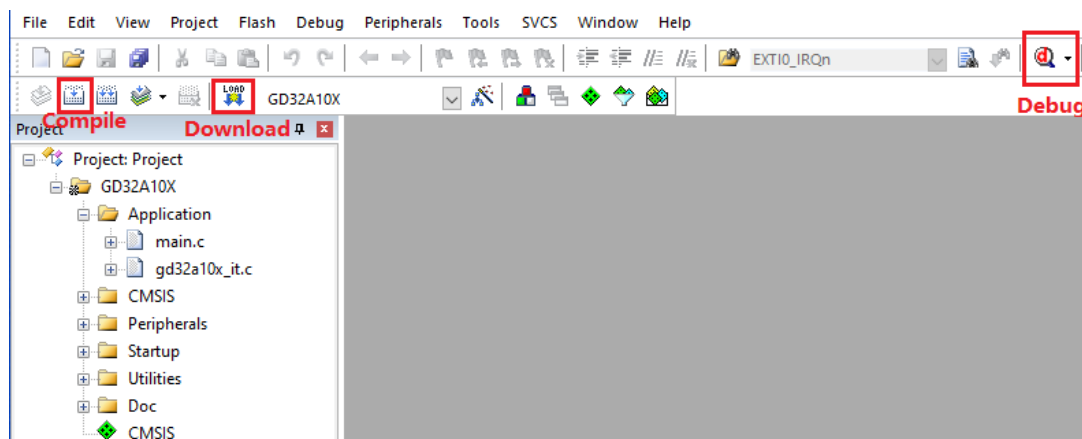 File Edit View Project Flash Debug Peripherals Tools SVCS Window Help
EXTI0_IRQn
LOAD GD32A10X
Compile Download Debug
Project
Project: Project
GD32A10X
Application
main.c
gd32a10x_it.c
CMSIS
Peripherals
Startup
Utilities
Doc
CMSIS